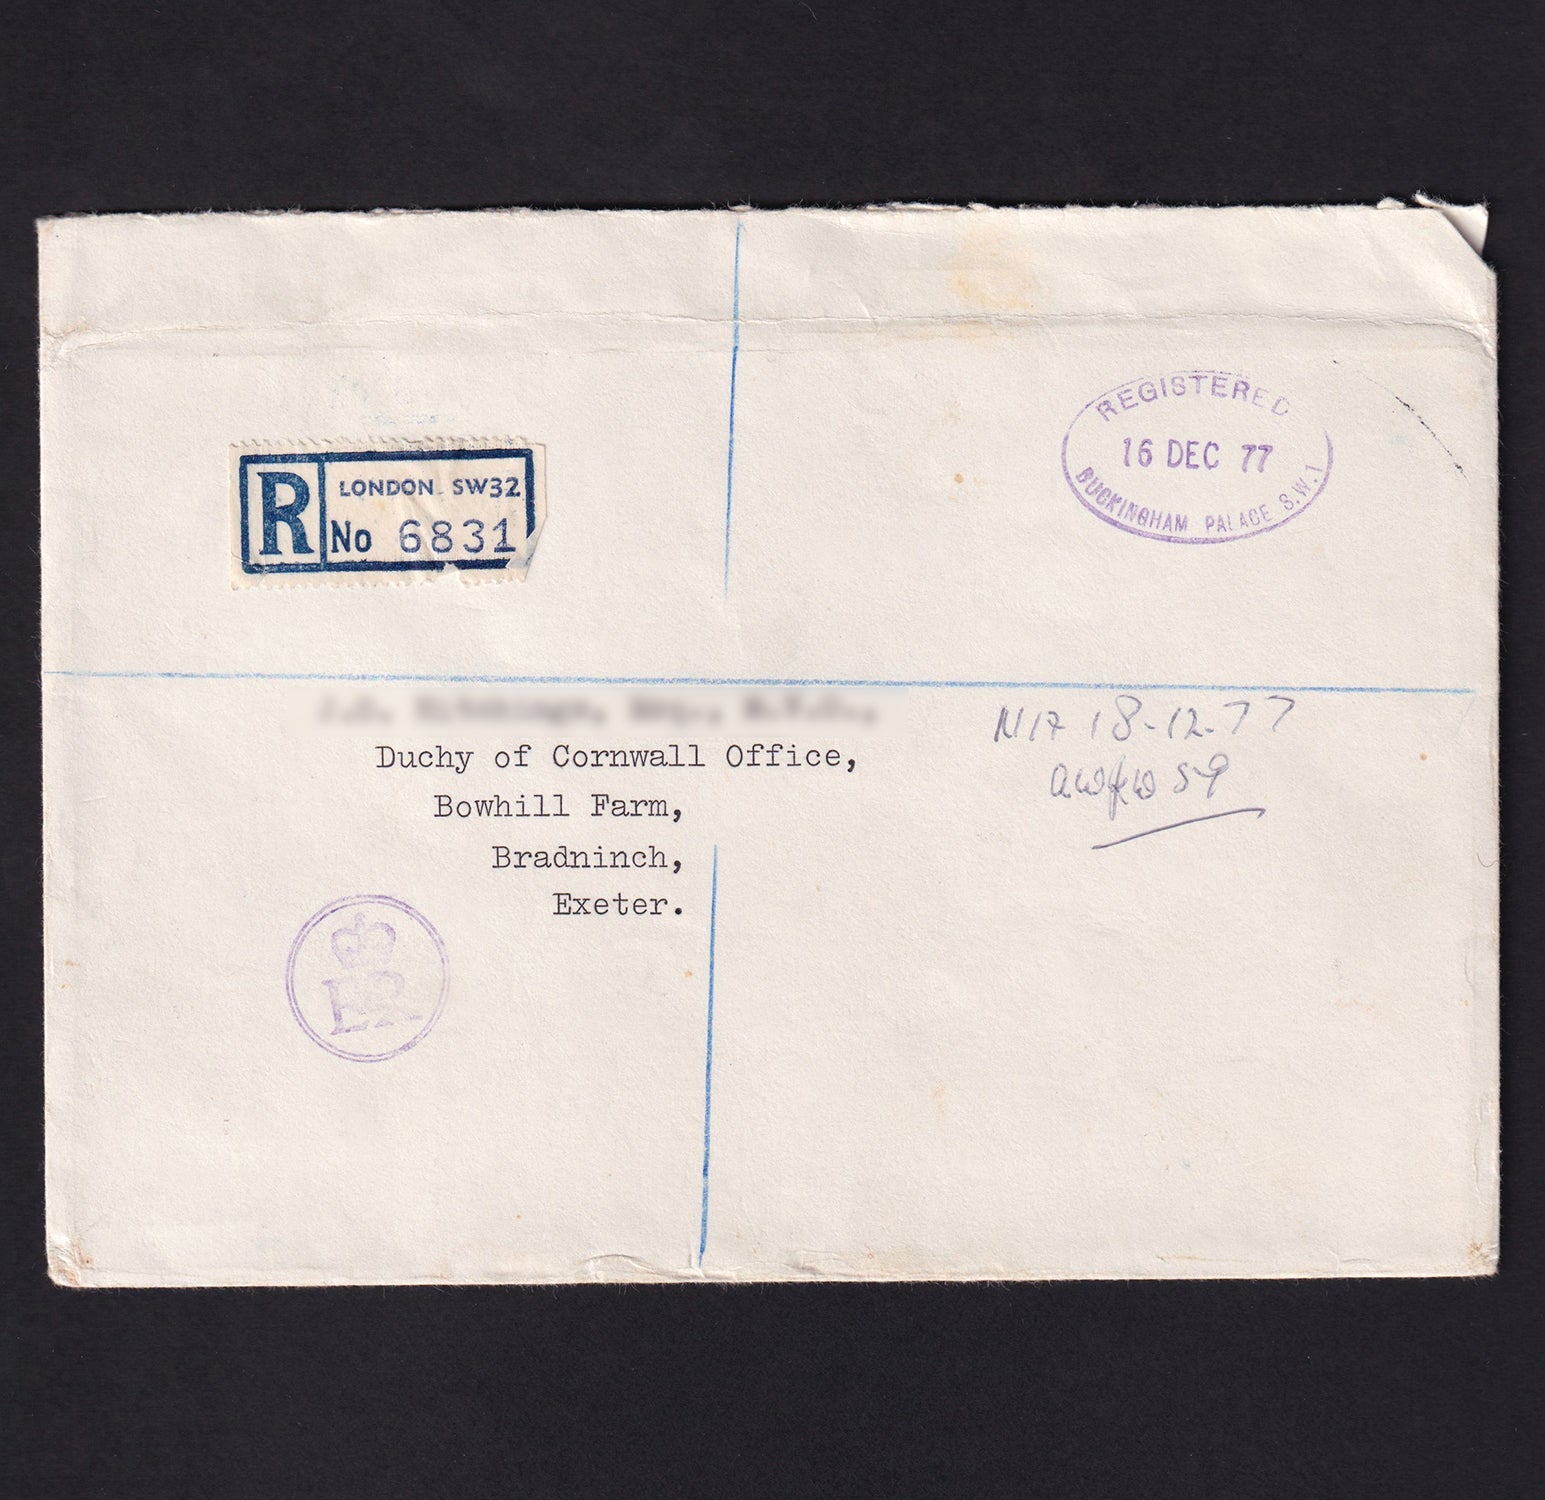 REGISTERED
16 DEC 77
BUCKINGHAM PALACE S.W.1
R
LONDON SW32
No 6831
Duchy of Cornwall Office,
Bowhill Farm,
Bradninch,
Exeter.
18-12-77
ER